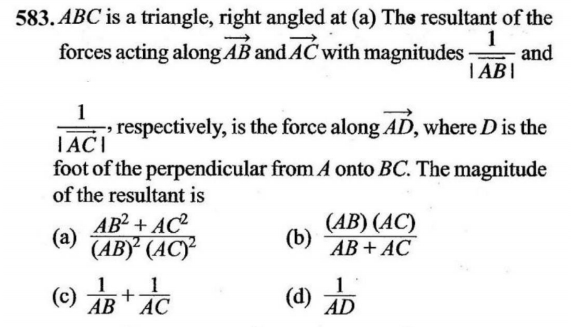 583. ABC is a triangle, right angled at (a) The resultant of the
forces acting along $\overrightarrow{AB}$ and $\overrightarrow{AC}$ with magnitudes $\frac{1}{|\overline{AB}|}$ and
$\frac{1}{|\overline{AC}|}$, respectively, is the force along $\overrightarrow{AD}$, where D is the
foot of the perpendicular from A onto BC. The magnitude
of the resultant is
(a) $\frac{AB^2 + AC^2}{(AB)^2 (AC)^2}$ (b) $\frac{(AB) (AC)}{AB + AC}$
(c) $\frac{1}{AB} + \frac{1}{AC}$ (d) $\frac{1}{AD}$